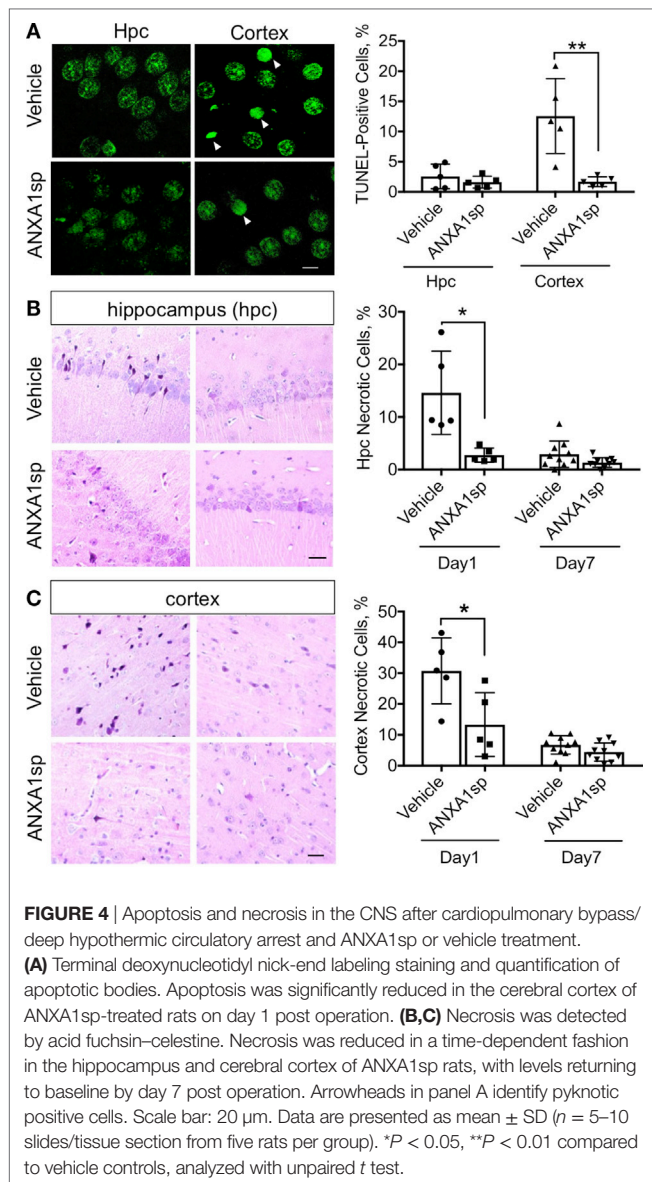 A
Hpc
Cortex
Vehicle
ANXA1sp
TUNEL-Positive Cells, %
25
20
15
10
5
0
**
Vehicle
ANXA1sp
Vehicle
ANXA1sp
Hpc
Cortex
B
hippocampus (hpc)
Vehicle
ANXA1sp
Hpc Necrotic Cells, %
30
20
10
0
*
Vehicle
ANXA1sp
Vehicle
ANXA1sp
Day1
Day7
C
cortex
Vehicle
ANXA1sp
Cortex Necrotic Cells, %
50
40
30
20
10
0
*
Vehicle
ANXA1sp
Vehicle
ANXA1sp
Day1
Day7
FIGURE 4 | Apoptosis and necrosis in the CNS after cardiopulmonary bypass/
deep hypothermic circulatory arrest and ANXA1sp or vehicle treatment.
(A) Terminal deoxynucleotidyl nick-end labeling staining and quantification of
apoptotic bodies. Apoptosis was significantly reduced in the cerebral cortex of
ANXA1sp-treated rats on day 1 post operation. (B,C) Necrosis was detected
by acid fuchsin–celestine. Necrosis was reduced in a time-dependent fashion
in the hippocampus and cerebral cortex of ANXA1sp rats, with levels returning
to baseline by day 7 post operation. Arrowheads in panel A identify pyknotic
positive cells. Scale bar: 20 μm. Data are presented as mean ± SD (n = 5–10
slides/tissue section from five rats per group). *P < 0.05, **P < 0.01 compared
to vehicle controls, analyzed with unpaired t test.